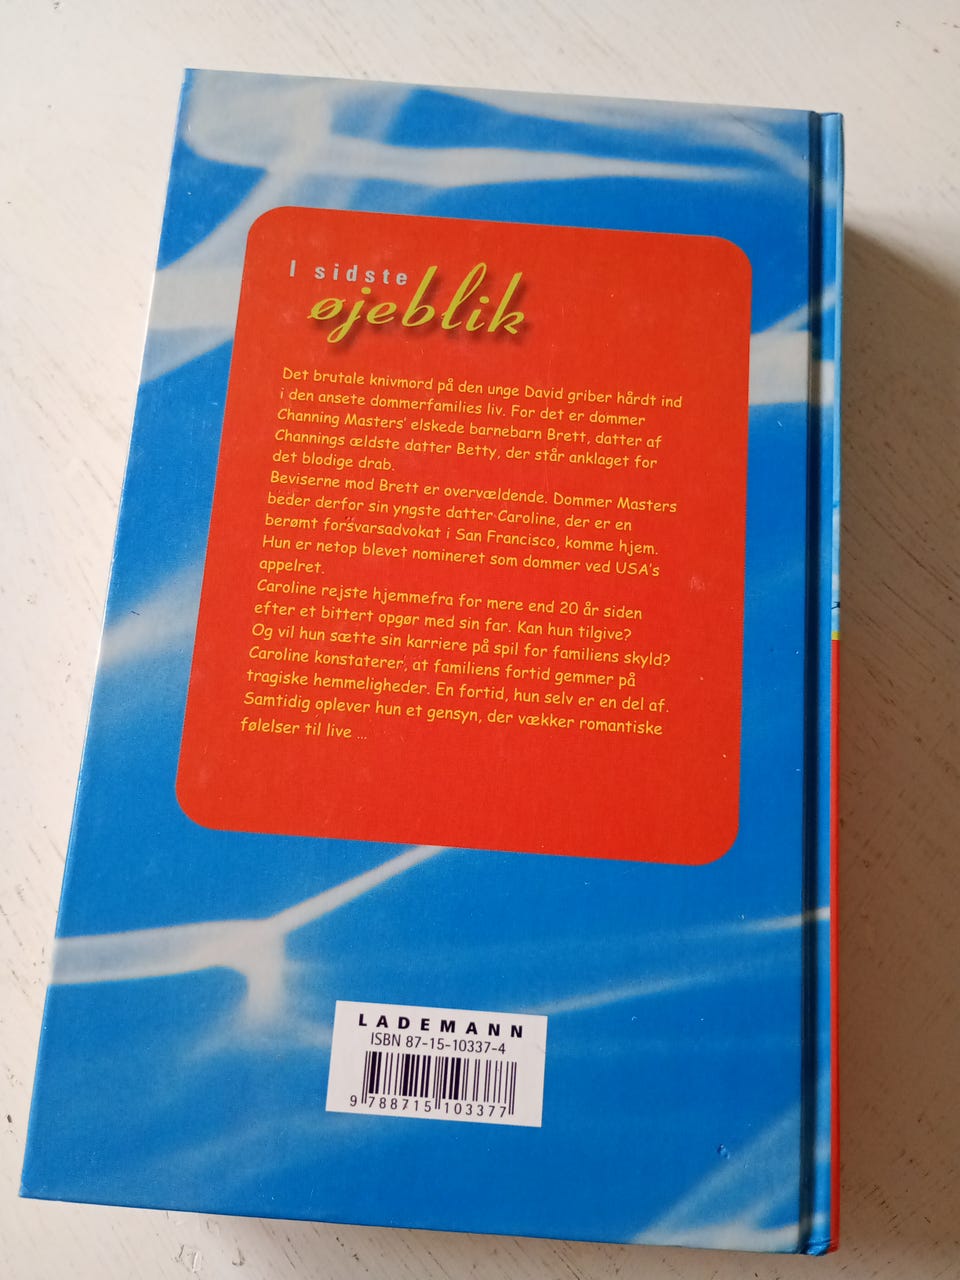 I sidste
øjeblik
Det brutale knivmord på den unge David griber hårdt ind
i den ansete dommerfamilies liv. For det er dommer
Channing Masters' elskede barnebarn Brett, datter af
Channings ældste datter Betty, der står anklaget for
det blodige drab.
Beviserne mod Brett er overvældende. Dommer Masters
beder derfor sin yngste datter Caroline, der er en
berømt forsvarsadvokat i San Francisco, komme hjem.
Hun er netop blevet nomineret som dommer ved USA's
appelret.
Caroline rejste hjemmefra for mere end 20 år siden
efter et bittert opgør med sin far. Kan hun tilgive?
Og vil hun sætte sin karriere på spil for familiens skyld?
Caroline konstaterer, at familiens fortid gemmer på
tragiske hemmeligheder. En fortid, hun selv er en del af.
Samtidig oplever hun et gensyn, der vækker romantiske
følelser til live ...
LADEMANN
ISBN 87-15-10337-4
9 788715 103377